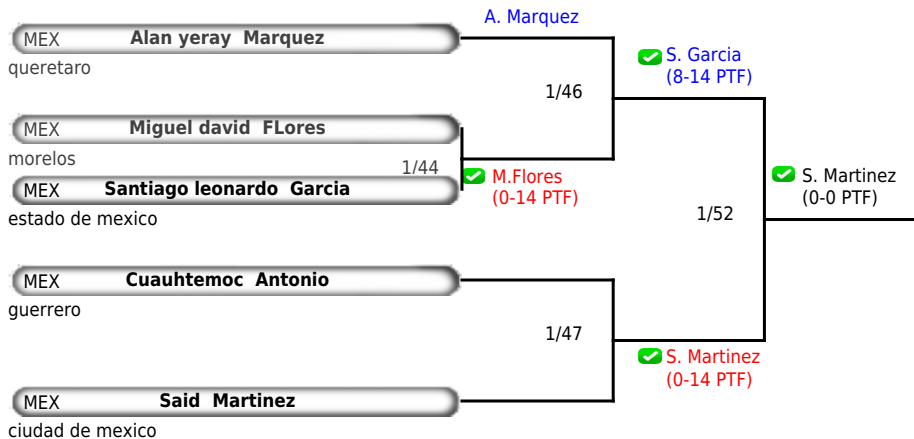 A. Marquez
MEX Alan yeray Marquez
queretaro
S. Garcia
(8-14 PTF)
1/46
MEX Miguel david FLores
morelos
1/44
MEX Santiago leonardo Garcia
M.Flores
(0-14 PTF)
S. Martinez
(0-0 PTF)
estado de mexico
1/52
MEX Cuauhtemoc Antonio
guerrero
1/47
S. Martinez
(0-14 PTF)
MEX Said Martinez
ciudad de mexico